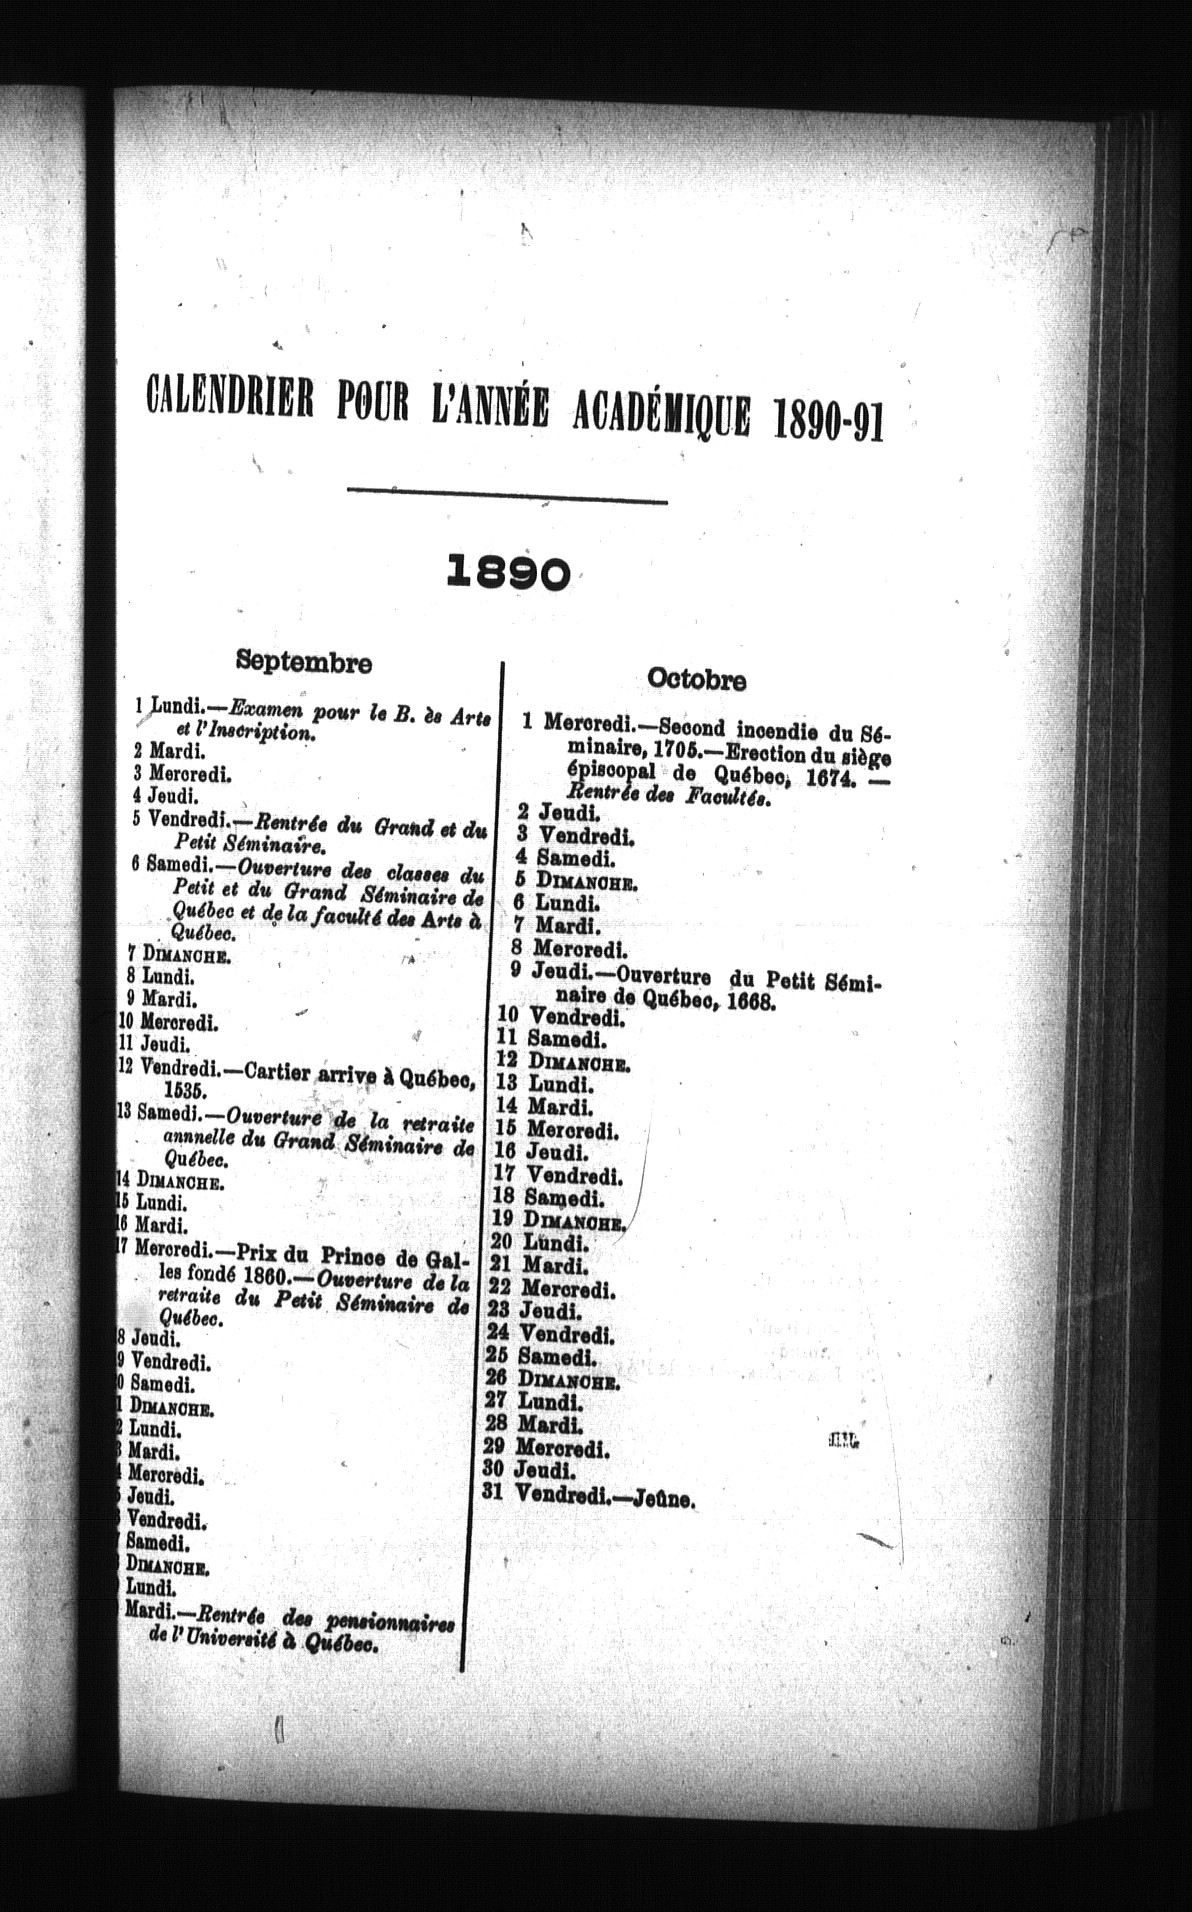 CALENDRIER POUR L'ANNÉE ACADÉMIQUE 1890-91
1890
Septembre
1 Lundi.—Examen pour le B. ès Arts
et l'Inscription.
2 Mardi.
3 Mercredi.
4 Jeudi.
5 Vendredi.—Rentrée du Grand et du
Petit Séminaire.
6 Samedi.—Ouverture des classes du
Petit et du Grand Séminaire de
Québec et de la faculté des Arts à
Québec.
7 DIMANCHE.
8 Lundi.
9 Mardi.
10 Mercredi.
11 Jeudi.
12 Vendredi.—Cartier arrive à Québec,
1535.
13 Samedi.—Ouverture de la retraite
annnelle du Grand Séminaire de
Québec.
14 DIMANCHE.
15 Lundi.
16 Mardi.
17 Mercredi.—Prix du Prince de Gal-
les fondé 1860.—Ouverture de la
retraite du Petit Séminaire de
Québec.
8 Jeudi.
9 Vendredi.
0 Samedi.
1 DIMANCHE.
2 Lundi.
3 Mardi.
Mercredi.
Jeudi.
Vendredi.
Samedi.
DIMANCHE.
Lundi.
Mardi.—Rentrée des pensionnaires
de l'Université à Québec.
Octobre
1 Mercredi.—Second incendie du Sé-
minaire, 1705.—Erection du siège
épiscopal de Québec, 1674. —
Rentrée des Facultés.
2 Jeudi.
3 Vendredi.
4 Samedi.
5 DIMANCHE.
6 Lundi.
7 Mardi.
8 Mercredi.
9 Jeudi.—Ouverture du Petit Sémi-
naire de Québec, 1668.
10 Vendredi.
11 Samedi.
12 DIMANCHE.
13 Lundi.
14 Mardi.
15 Mercredi.
16 Jeudi.
17 Vendredi.
18 Samedi.
19 DIMANCHE.
20 Lundi.
21 Mardi.
22 Mercredi.
23 Jeudi.
24 Vendredi.
25 Samedi.
26 DIMANCHE.
27 Lundi.
28 Mardi.
29 Mercredi.
30 Jeudi.
31 Vendredi.—Jeûne.